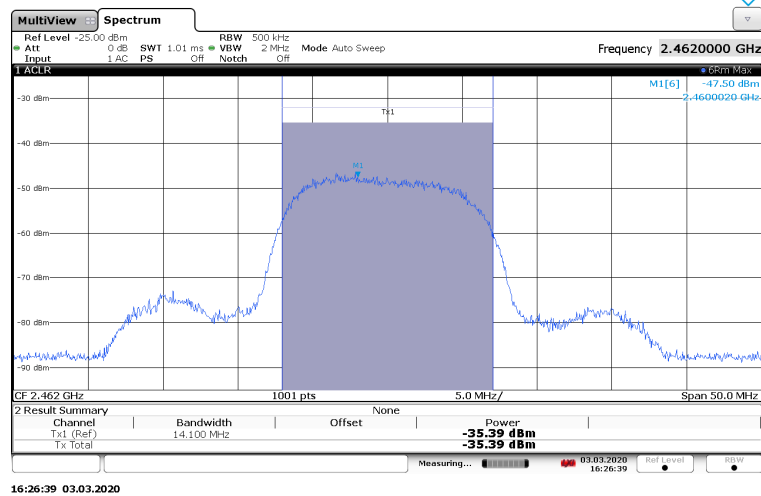 MultiView Spectrum
Ref Level -25.00 dBm RBW 500 kHz
Att 0 dB SWT 1.01 ms VBW 2 MHz Mode Auto Sweep Frequency 2.4620000 GHz
Input 1 AC PS Off Notch Off
1 ACLR 6Rm Max
M1[6] -47.50 dBm
2.4600020 GHz
-30 dBm
Tx1
-40 dBm
M1
-50 dBm
-60 dBm
-70 dBm
-80 dBm
-90 dBm
CF 2.462 GHz 1001 pts 5.0 MHz/ Span 50.0 MHz
2 Result Summary None
Channel Bandwidth Offset Power
Tx1 (Ref) 14.100 MHz -35.39 dBm
Tx Total -35.39 dBm
Measuring... 03.03.2020 Ref Level RBW
16:26:39
16:26:39 03.03.2020